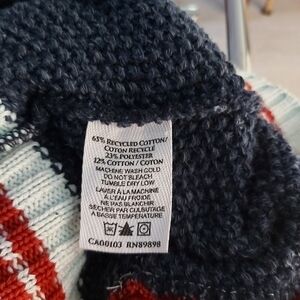 65% RECYCLED COTTON/
COTON RECYCLE
23% POLYESTER
12% COTTON / COTON
MACHINE WASH COLD
DO NOT BLEACH
TUMBLE DRY LOW
LAVER À LA MACHINE
À L'EAU FROIDE
NE PAS BLANCHIR
SÉCHER PAR CULBUTAGE
A BASSE TEMPÉRATURE
CA00103 RN89898